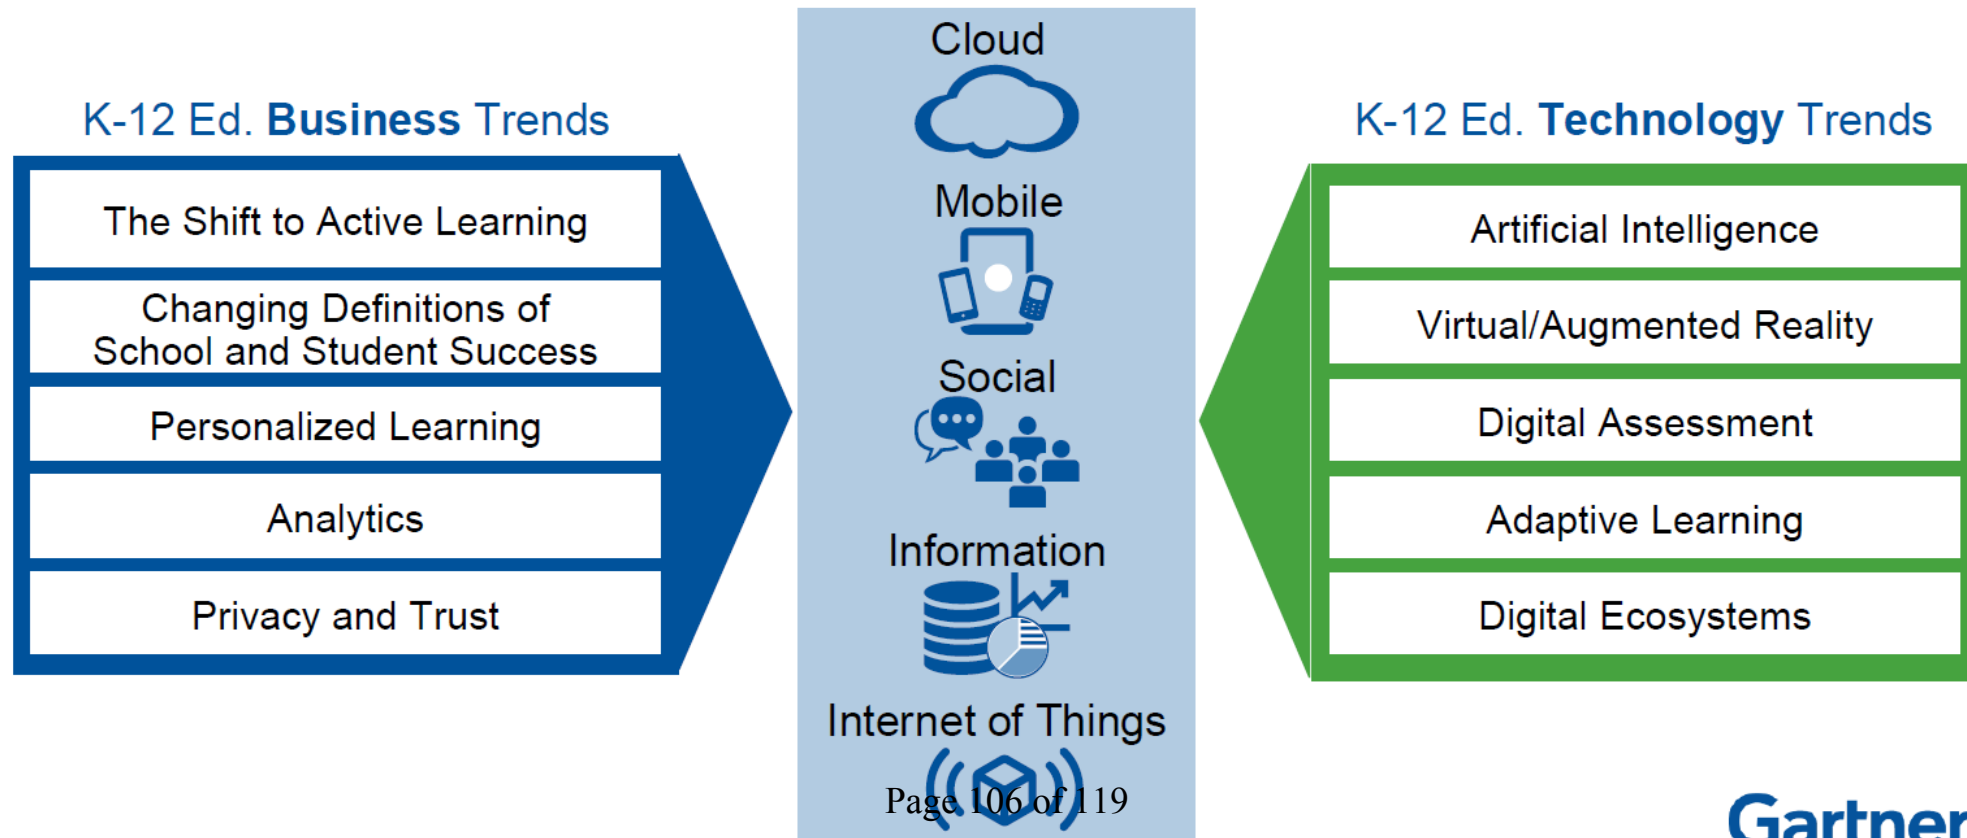 K-12 Ed. Business Trends
The Shift to Active Learning
Changing Definitions of
School and Student Success
Personalized Learning
Analytics
Privacy and Trust
Cloud
Mobile
Social
Information
Internet of Things
K-12 Ed. Technology Trends
Artificial Intelligence
Virtual/Augmented Reality
Digital Assessment
Adaptive Learning
Digital Ecosystems
Page 106 of 119
Gartner